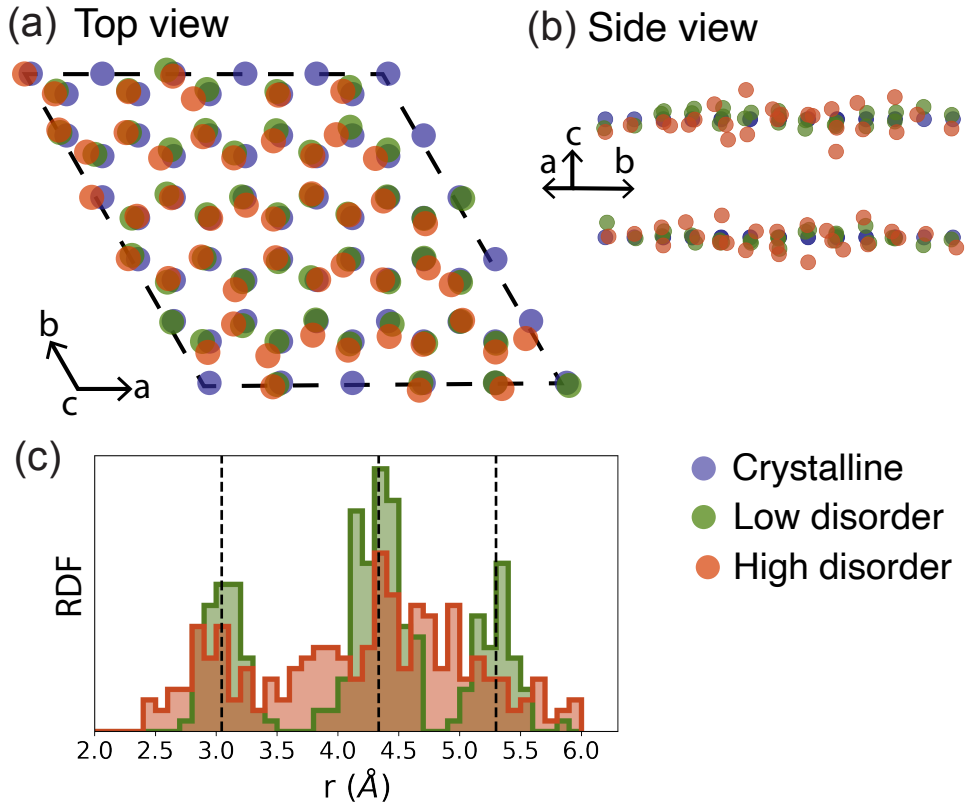 (a) Top view
b
c
a
(b) Side view
c
a
b
(c)
RDF
2.0 2.5 3.0 3.5 4.0 4.5 5.0 5.5 6.0
r (Å)
Crystalline
Low disorder
High disorder